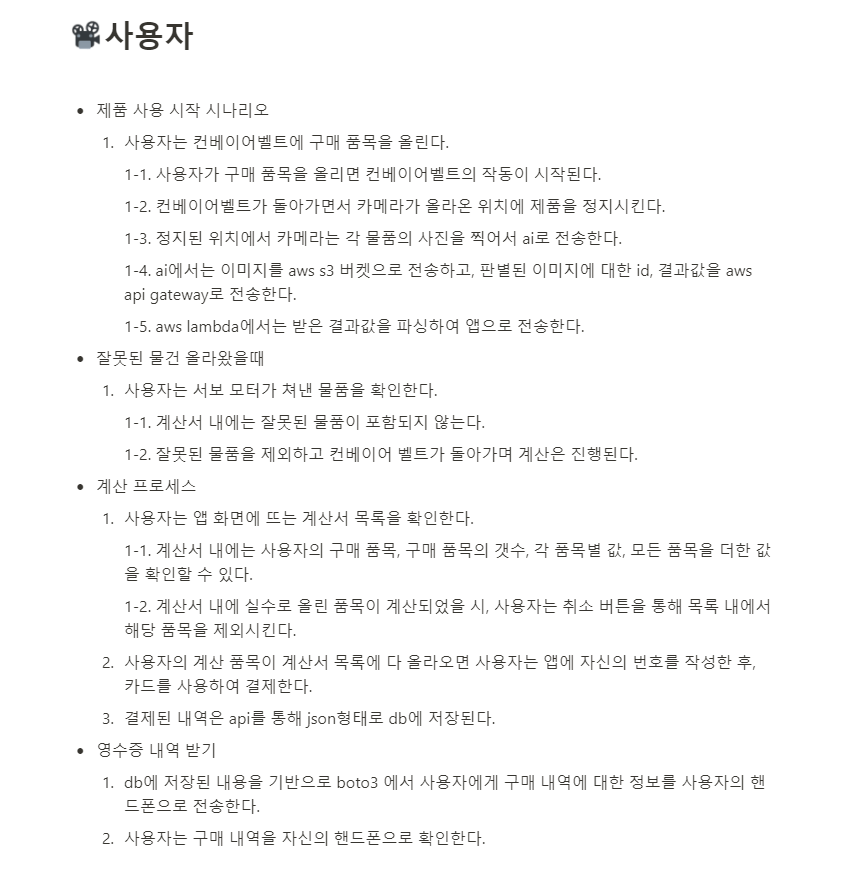 사용자
• 제품 사용 시작 시나리오
1. 사용자는 컨베이어벨트에 구매 품목을 올린다.
1-1. 사용자가 구매 품목을 올리면 컨베이어벨트의 작동이 시작된다.
1-2. 컨베이어벨트가 돌아가면서 카메라가 올라온 위치에 제품을 정지시킨다.
1-3. 정지된 위치에서 카메라는 각 물품의 사진을 찍어서 ai로 전송한다.
1-4. ai에서는 이미지를 aws s3 버켓으로 전송하고, 판별된 이미지에 대한 id, 결과값을 aws
api gateway로 전송한다.
1-5. aws lambda에서는 받은 결과값을 파싱하여 앱으로 전송한다.
• 잘못된 물건 올라왔을때
1. 사용자는 서보 모터가 쳐낸 물품을 확인한다.
1-1. 계산서 내에는 잘못된 물품이 포함되지 않는다.
1-2. 잘못된 물품을 제외하고 컨베이어 벨트가 돌아가며 계산은 진행된다.
• 계산 프로세스
1. 사용자는 앱 화면에 뜨는 계산서 목록을 확인한다.
1-1. 계산서 내에는 사용자의 구매 품목, 구매 품목의 갯수, 각 품목별 값, 모든 품목을 더한 값
을 확인할 수 있다.
1-2. 계산서 내에 실수로 올린 품목이 계산되었을 시, 사용자는 취소 버튼을 통해 목록 내에서
해당 품목을 제외시킨다.
2. 사용자의 계산 품목이 계산서 목록에 다 올라오면 사용자는 앱에 자신의 번호를 작성한 후,
카드를 사용하여 결제한다.
3. 결제된 내역은 api를 통해 json형태로 db에 저장된다.
• 영수증 내역 받기
1. db에 저장된 내용을 기반으로 boto3 에서 사용자에게 구매 내역에 대한 정보를 사용자의 핸
드폰으로 전송한다.
2. 사용자는 구매 내역을 자신의 핸드폰으로 확인한다.